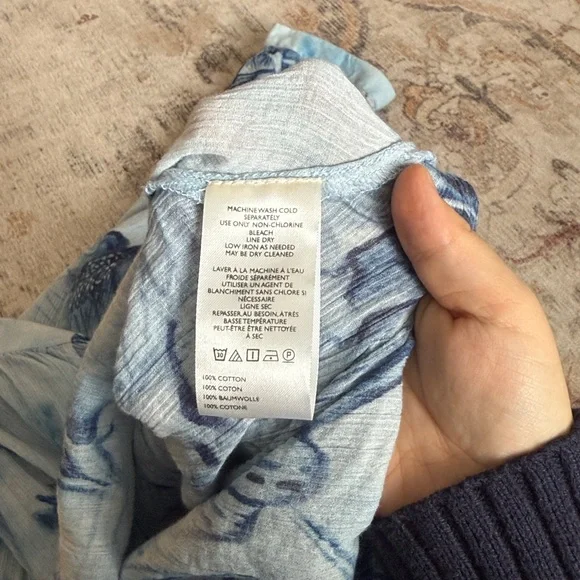 MACHINE WASH COLD
SEPARATELY
USE ONLY NON-CHLORINE
BLEACH
LINE DRY
LOW IRON AS NEEDED
MAY BE DRY CLEANED
LAVER À LA MACHINE À L'EAU
FROIDE SÉPARÉMENT
UTILISER UN AGENT DE
BLANCHIMENT SANS CHLORE SI
NÉCESSAIRE
LIGNE SEC
REPASSER, AU BESOIN, À TRÈS
BASSE TEMPÉRATURE
PEUT-ÊTRE ÊTRE NETTOYÉE
À SEC
30 P
100% COTTON
100% COTON
100% BAUMWOLLE
100% COTONE